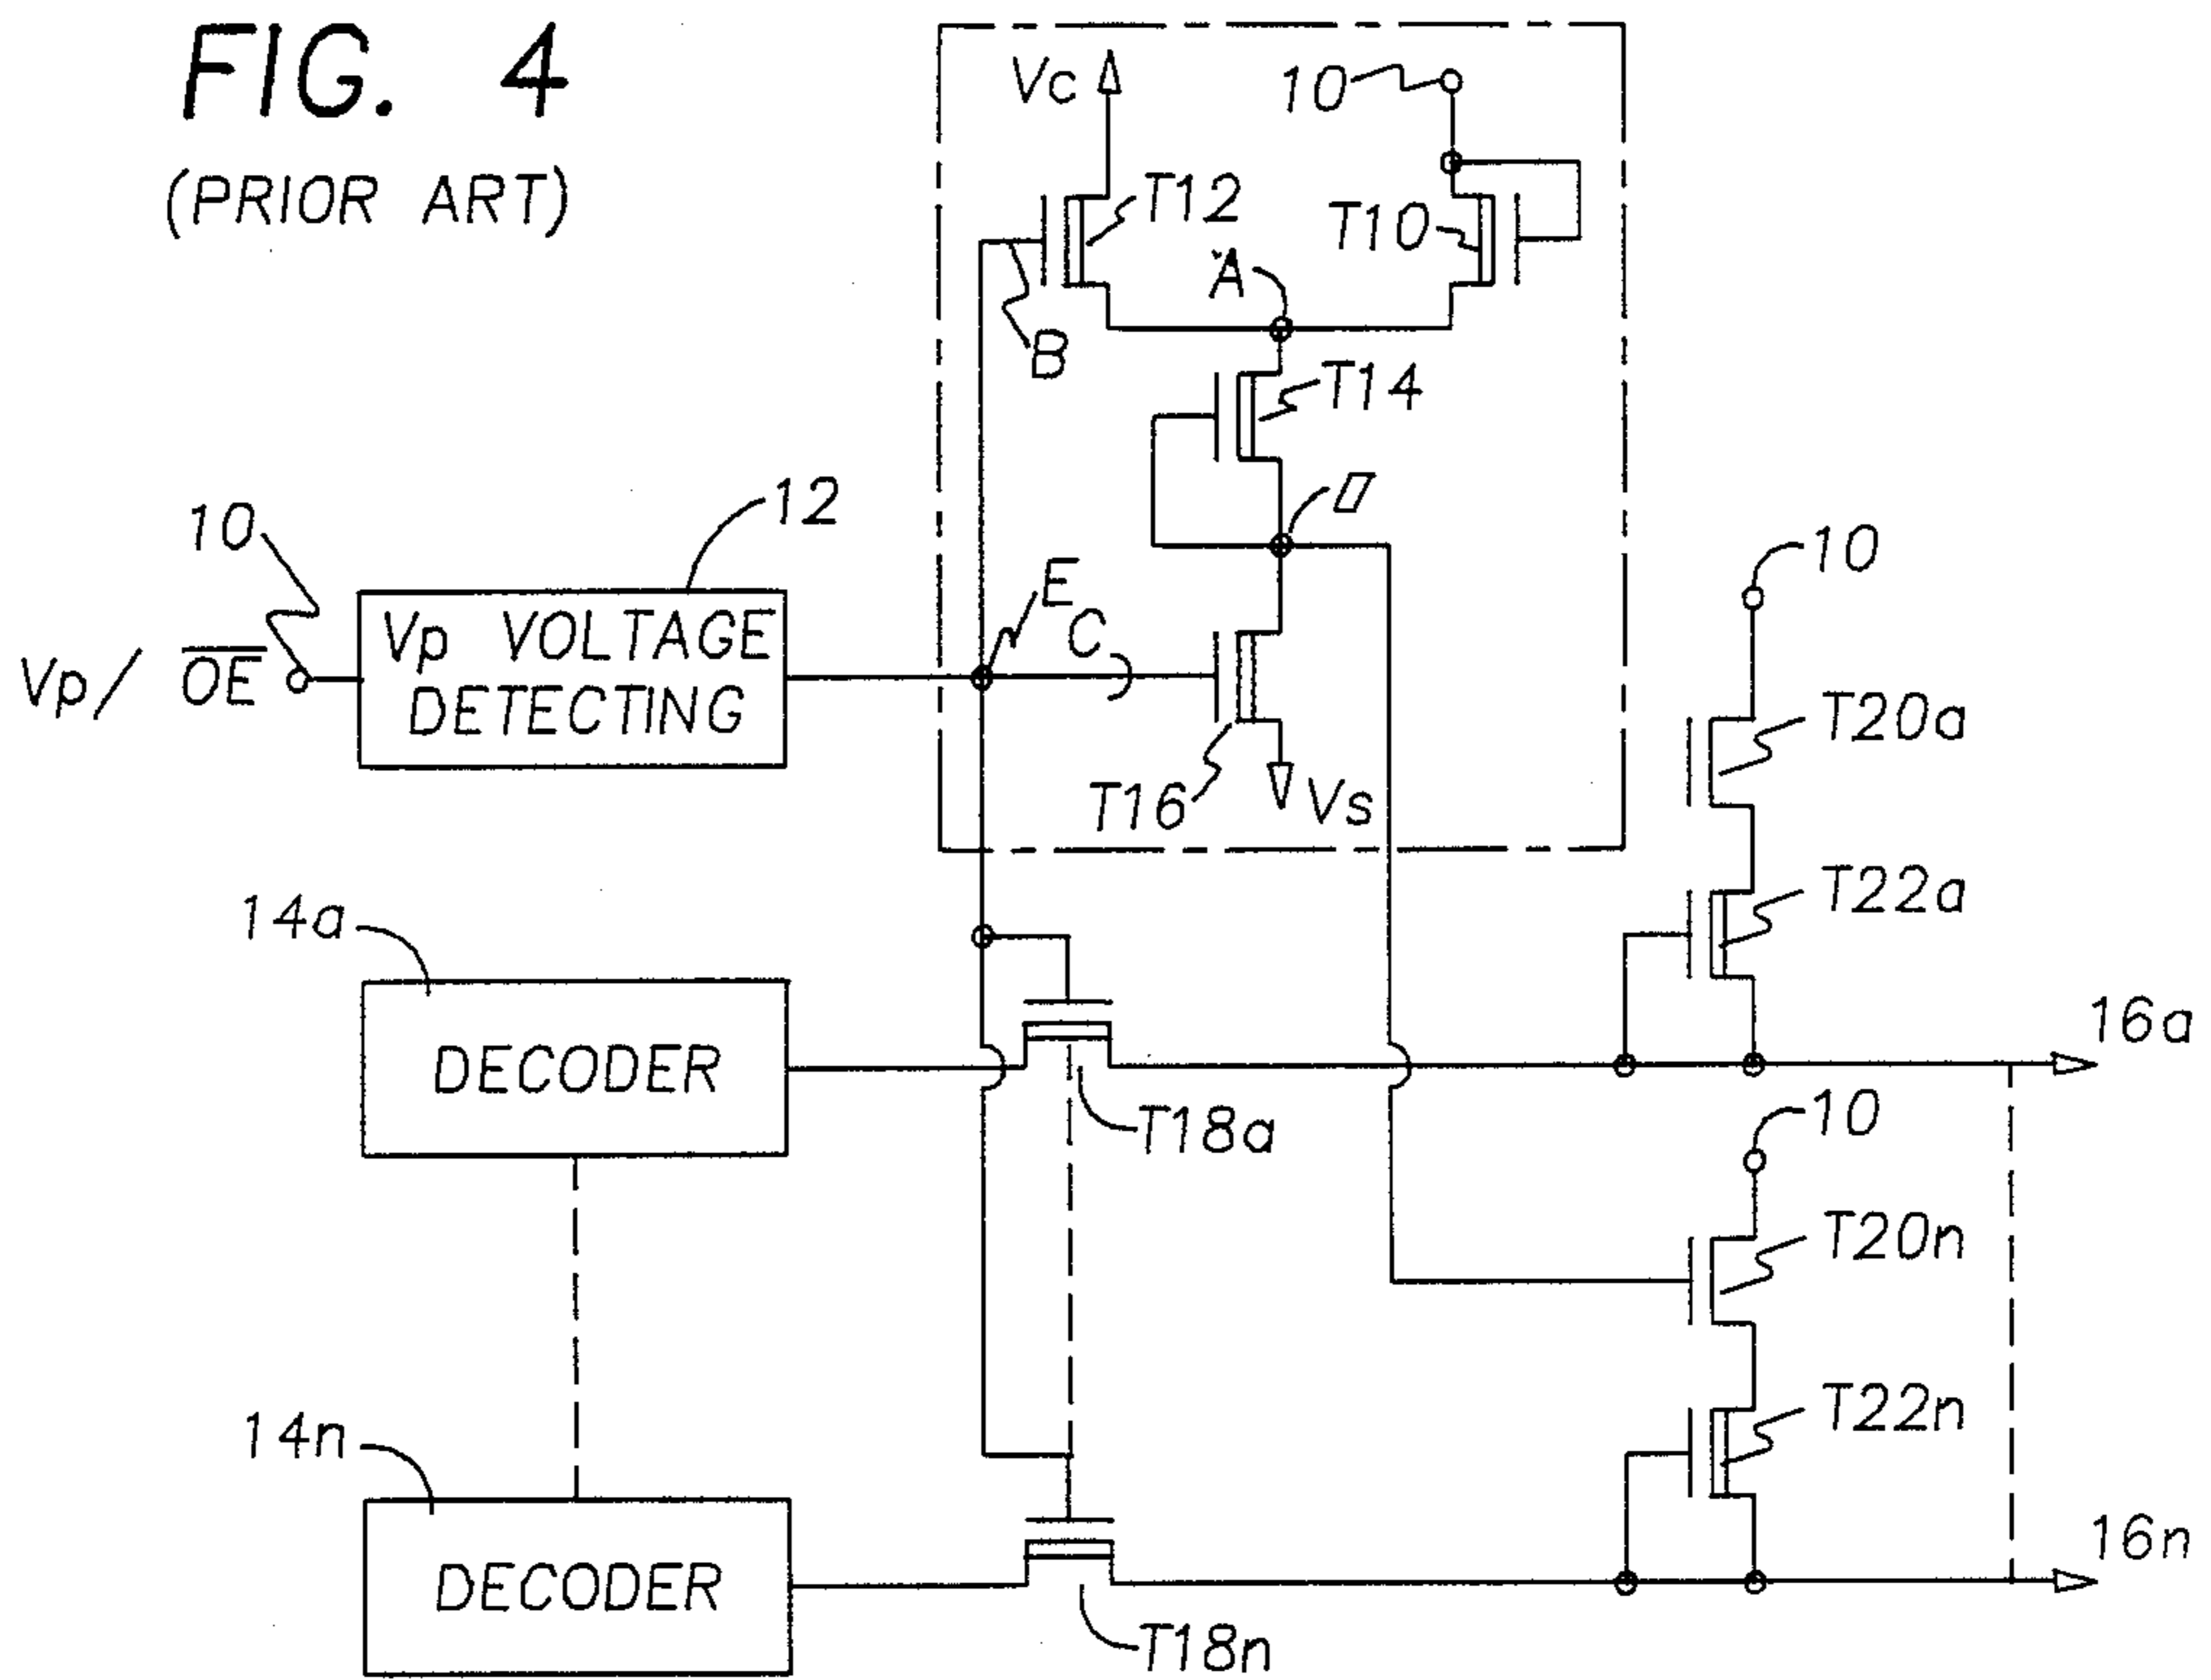 FIG. 4
(PRIOR ART)
Vc
10
T12
T10
A
B
T14
D
10
12
Vp/ OE
Vp VOLTAGE
DETECTING
E
C
T16
Vs
10
T20a
T22a
14a
DECODER
T18a
16a
10
T20n
T22n
14n
DECODER
T18n
16n